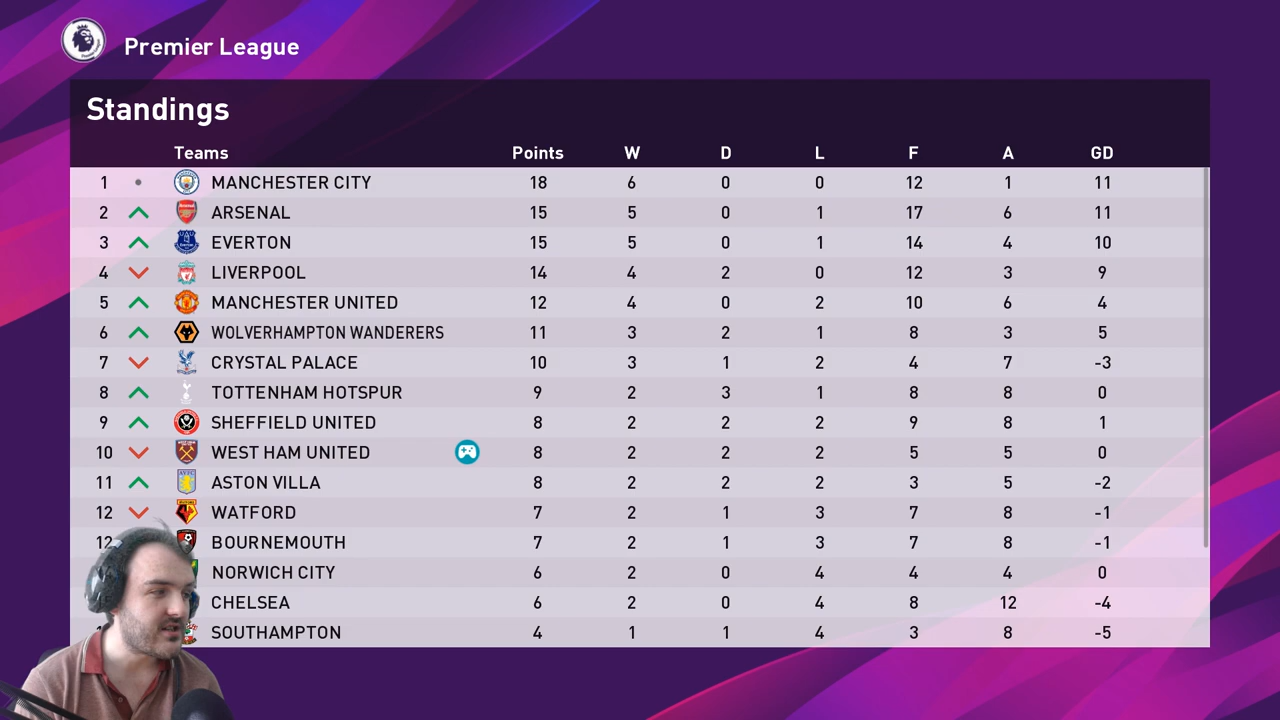 Premier League
Standings
Teams Points W D L F A GD
1 MANCHESTER CITY 18 6 0 0 12 1 11
2 ARSENAL 15 5 0 1 17 6 11
3 EVERTON 15 5 0 1 14 4 10
4 LIVERPOOL 14 4 2 0 12 3 9
5 MANCHESTER UNITED 12 4 0 2 10 6 4
6 WOLVERHAMPTON WANDERERS 11 3 2 1 8 3 5
7 CRYSTAL PALACE 10 3 1 2 4 7 -3
8 TOTTENHAM HOTSPUR 9 2 3 1 8 8 0
9 SHEFFIELD UNITED 8 2 2 2 9 8 1
10 WEST HAM UNITED 8 2 2 2 5 5 0
11 ASTON VILLA 8 2 2 2 3 5 -2
12 WATFORD 7 2 1 3 7 8 -1
12 BOURNEMOUTH 7 2 1 3 7 8 -1
NORWICH CITY 6 2 0 4 4 4 0
CHELSEA 6 2 0 4 8 12 -4
SOUTHAMPTON 4 1 1 4 3 8 -5